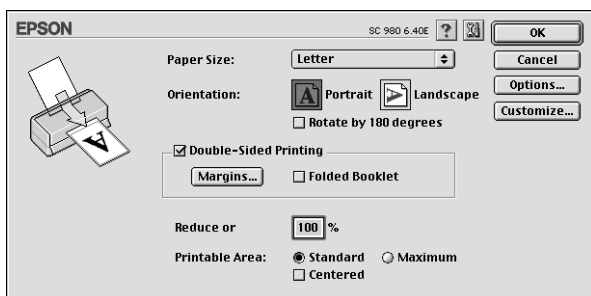 EPSON
SC 980 6.40E ?
OK
Paper Size: Letter
Cancel
Orientation: A Portrait A Landscape
Options...
Rotate by 180 degrees
Customize...
Double-Sided Printing
Margins... Folded Booklet
Reduce or 100 %
Printable Area: Standard Maximum
Centered
A